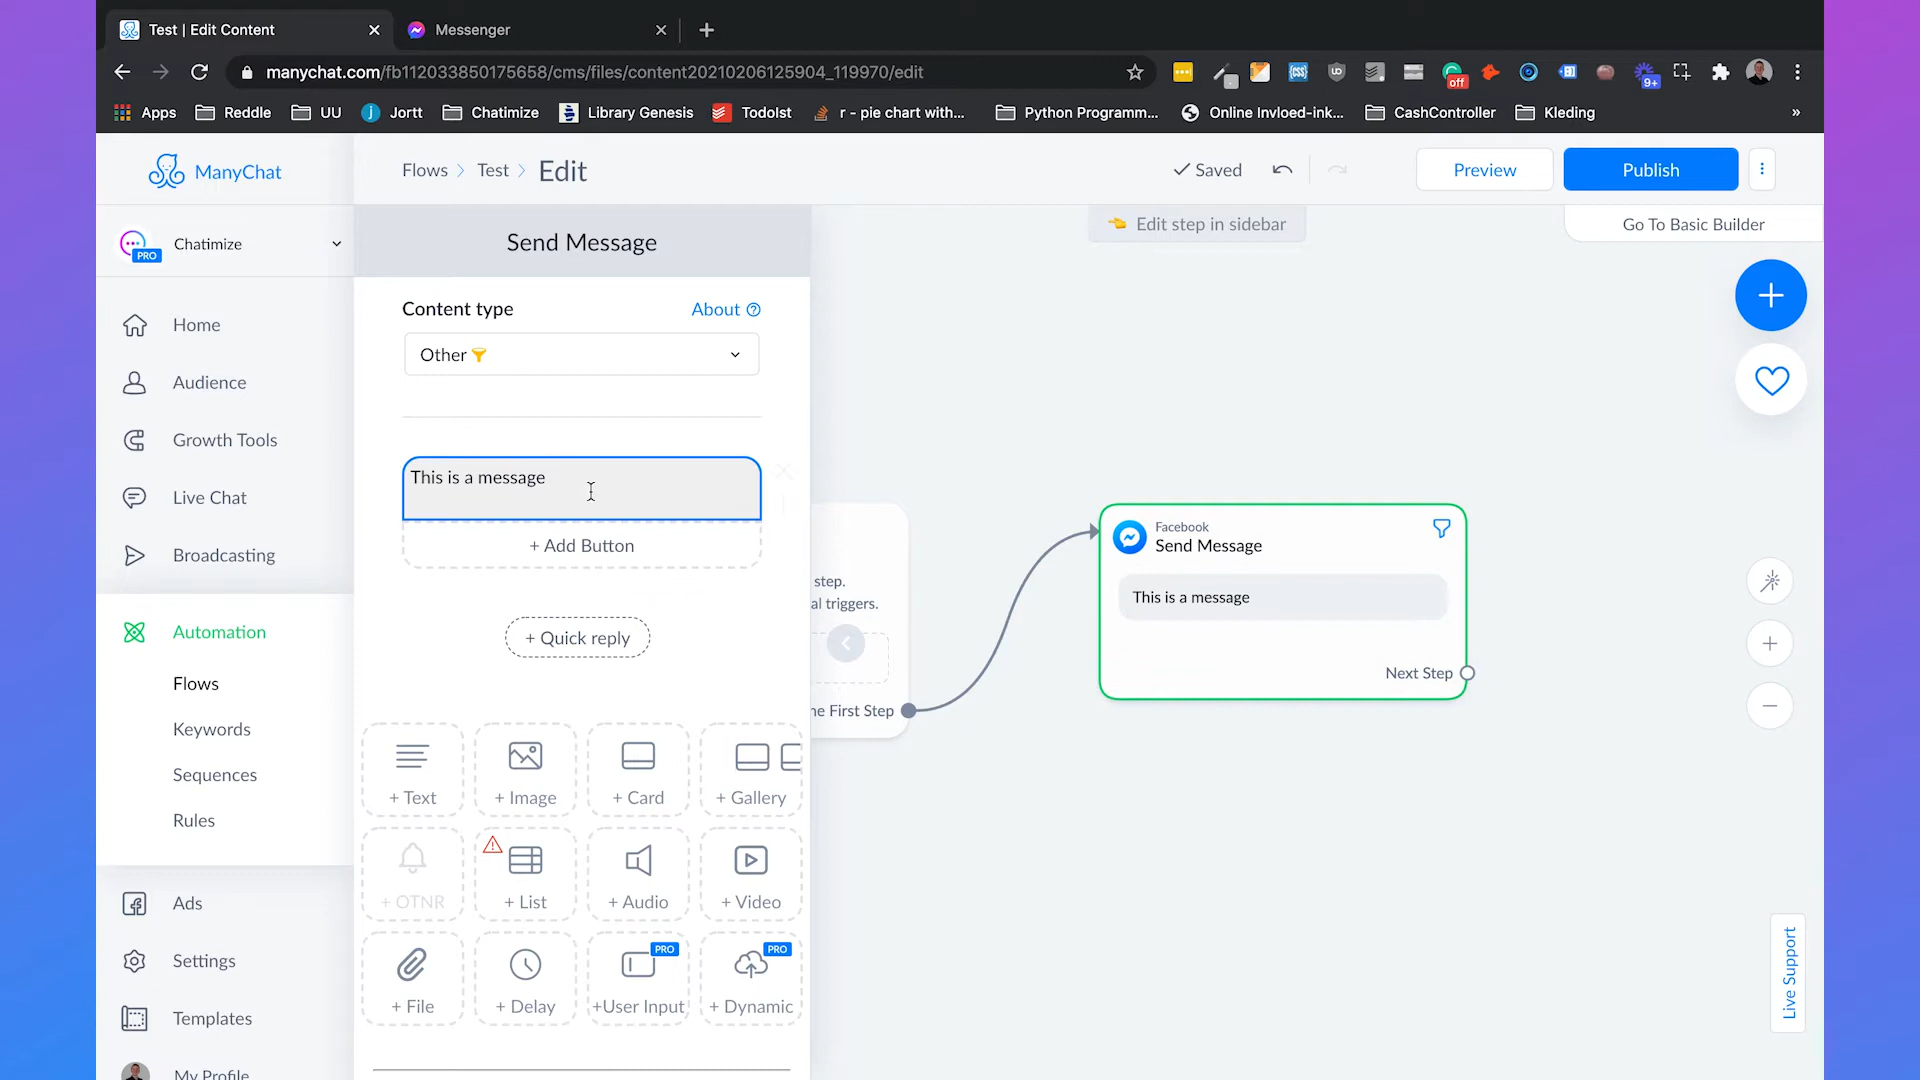 Test | Edit Content
Messenger
manychat.com/fb112033850175658/cms/files/content20210206125904_119970/edit
off
9+
Apps
Reddle
UU
Jortt
Chatimize
Library Genesis
TodoIst
r - pie chart with...
Python Programm...
Online Invloed-ink...
CashController
Kleding
»
ManyChat
Flows > Test > Edit
Saved
Preview
Publish
PRO
Chatimize
Send Message
Edit step in sidebar
Go To Basic Builder
Home
Audience
Growth Tools
Live Chat
Broadcasting
Automation
Flows
Keywords
Sequences
Rules
Ads
Settings
Templates
My Profile
Content type
About
Other
This is a message
+ Add Button
+ Quick reply
+ Text
+ Image
+ Card
+ Gallery
+ OTNR
+ List
+ Audio
+ Video
PRO
PRO
+ File
+ Delay
+User Input
+ Dynamic
step.
al triggers.
First Step
Facebook
Send Message
This is a message
Next Step
Live Support